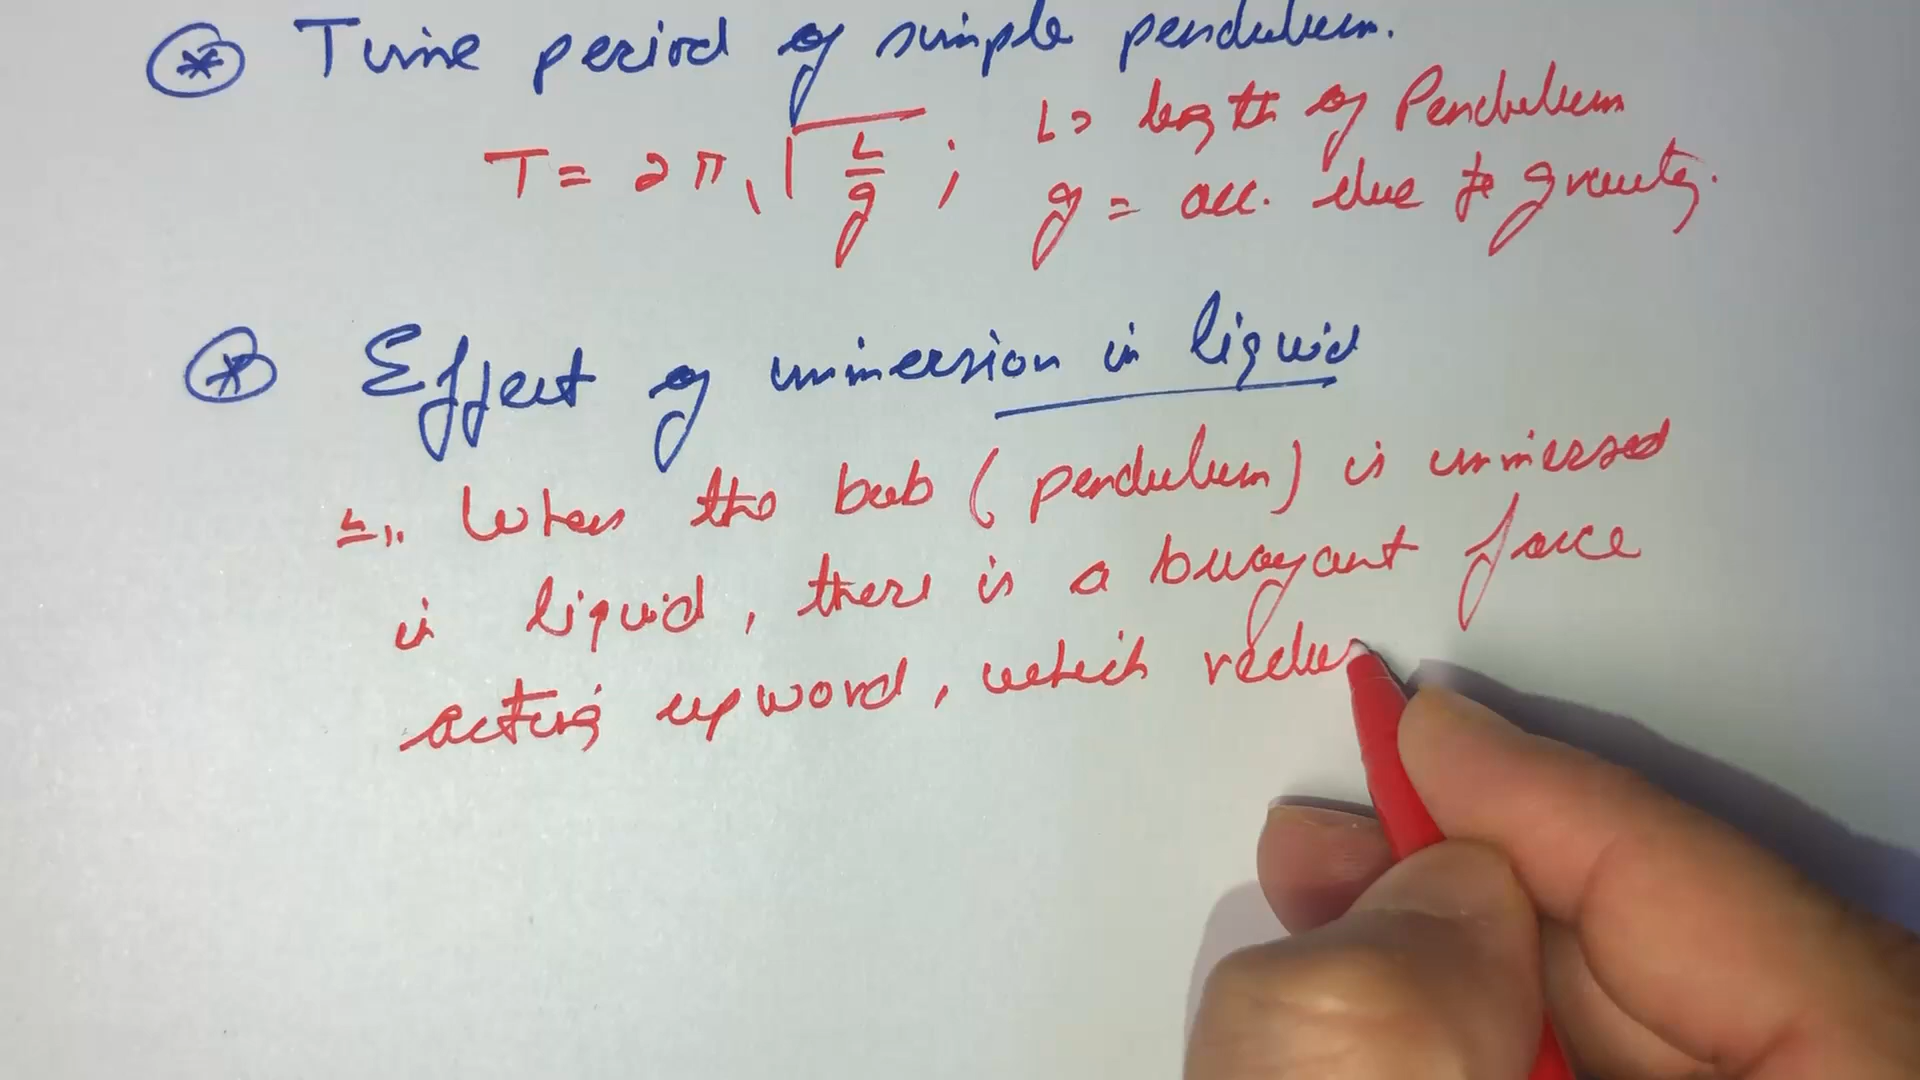 Time period of simple pendulum.
T = 2π√(L/g) ; L = length of Pendulum
g = acc. due to gravity.
Effect of immersion in liquid
When the bob (pendulum) is immersed
in liquid, there is a buoyant force
acting upword, which reduc